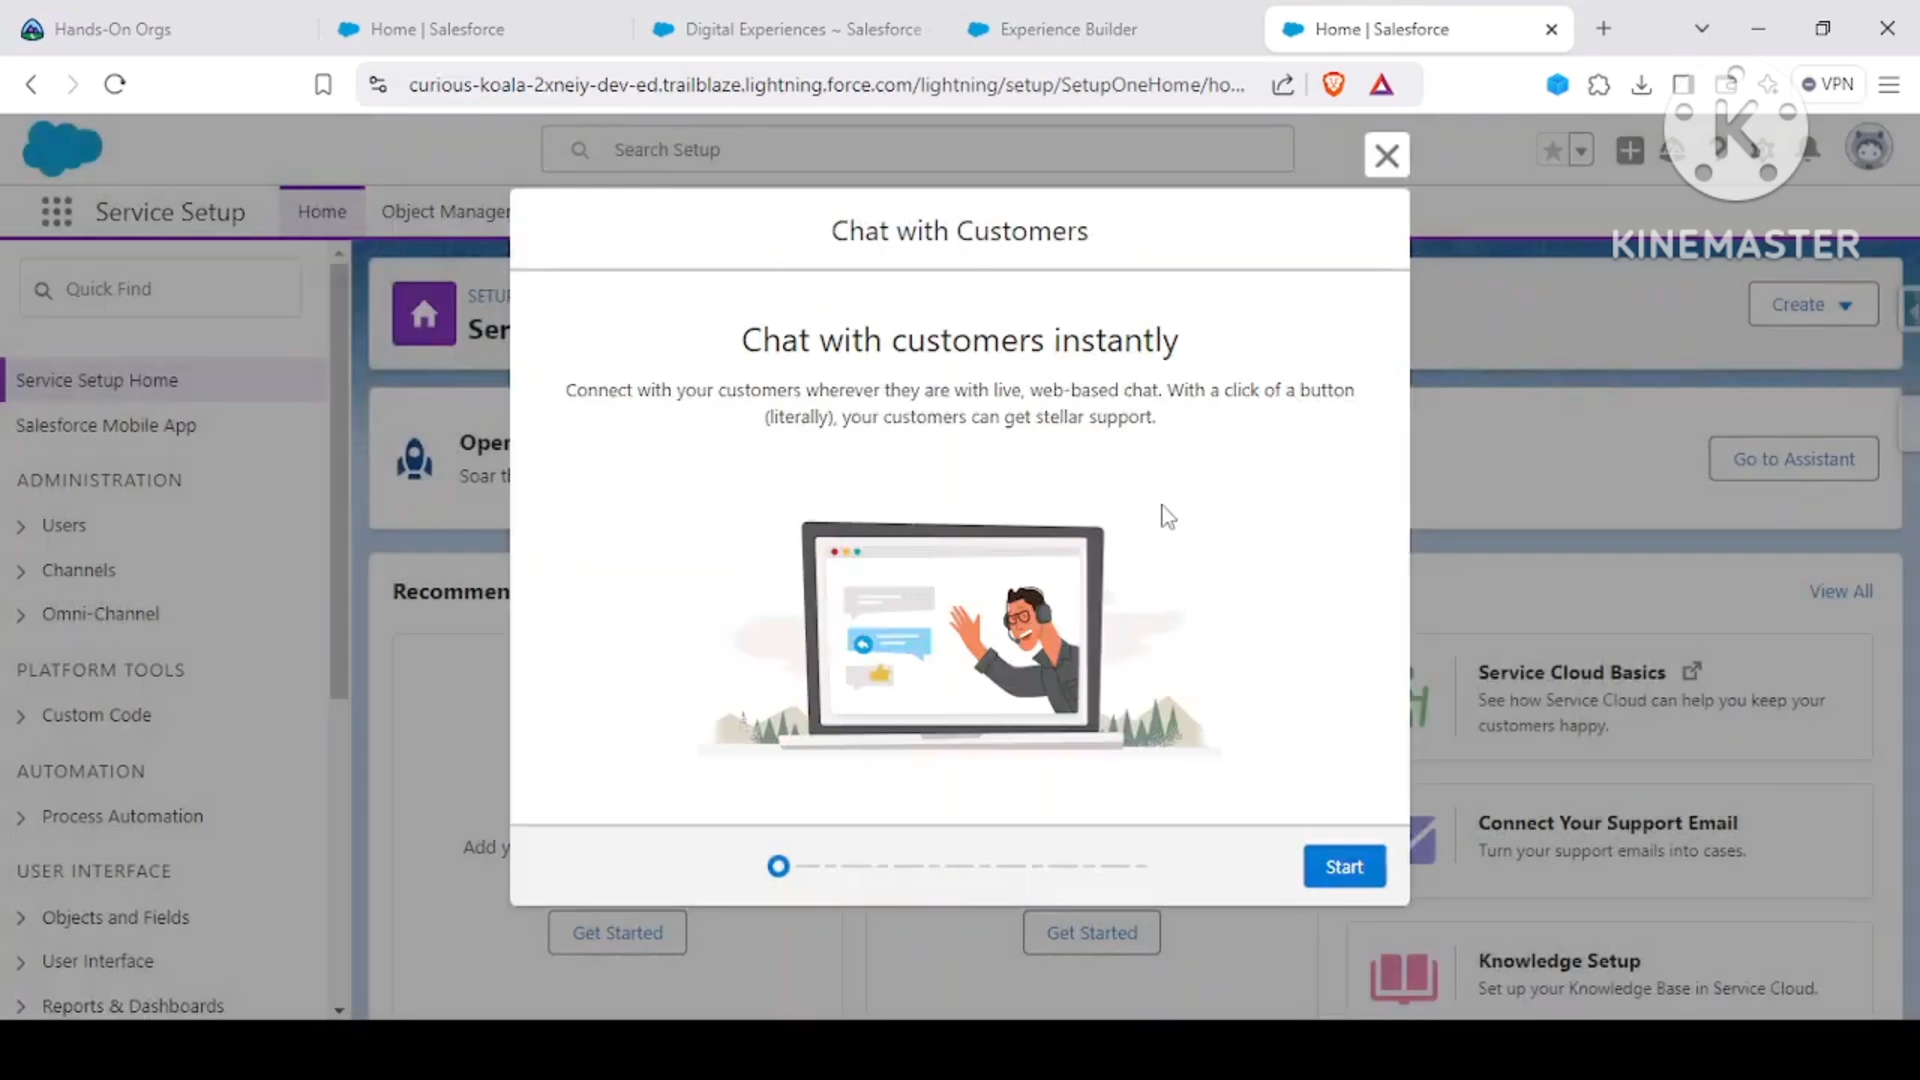 Hands-On Orgs
Home | Salesforce
Digital Experiences ~ Salesforce
Experience Builder
Home | Salesforce
curious-koala-2xneiy-dev-ed.trailblaze.lightning.force.com/lightning/setup/SetupOneHome/ho...
VPN
Search Setup
K
KINEMASTER
Service Setup
Home
Object Manager
Chat with Customers
Quick Find
SETU
Ser
Create
Chat with customers instantly
Connect with your customers wherever they are with live, web-based chat. With a click of a button
(literally), your customers can get stellar support.
Service Setup Home
Salesforce Mobile App
Oper
Soar th
Go to Assistant
ADMINISTRATION
Users
Channels
Omni-Channel
Recommen
View All
PLATFORM TOOLS
Custom Code
Service Cloud Basics
See how Service Cloud can help you keep your
customers happy.
AUTOMATION
Process Automation
Add y
Connect Your Support Email
Turn your support emails into cases.
Start
USER INTERFACE
Objects and Fields
User Interface
Reports & Dashboards
Get Started
Get Started
Knowledge Setup
Set up your Knowledge Base in Service Cloud.